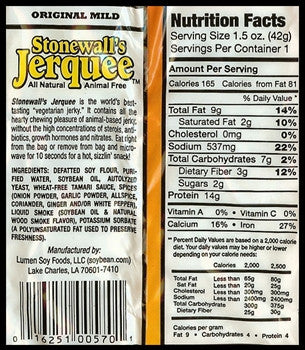 ORIGINAL MILD
Stonewall's
Jerquee™
All Natural Animal Free
Stonewall's Jerquee is the world's best-
tasting "vegetarian jerky." It contains all the
hearty chewing pleasure of animal-based jerky,
without the high concentrations of steroids, anti-
biotics, growth hormones and nitrates. Eat right
from the bag or remove from bag and micro-
wave for 10 seconds for a hot, sizzlin' snack!
INGREDIENTS: DEFATTED SOY FLOUR, PURI-
FIED WATER, SOYBEAN OIL, AUTOLYZED
YEAST, WHEAT-FREE TAMARI SAUCE, SPICES
(ONION POWDER, GARLIC POWDER, ALLSPICE,
CORIANDER, GINGER AND/OR WHITE PEPPER),
LIQUID SMOKE (SOYBEAN OIL & NATURAL
WOOD SMOKE FLAVOR), POTASSIUM SORBATE
(A POLYUNSATURATED FAT USED TO PRESERVE
FRESHNESS).
Manufactured by:
Lumen Soy Foods, LLC (soybean.com)
Lake Charles, LA 70601-7410
0 16251 00570 1
Nutrition Facts
Serving Size 1.5 oz. (42g)
Servings Per Container 1
Amount Per Serving
Calories 165 Calories from Fat 81
% Daily Value*
Total Fat 9g 14%
Saturated Fat 2g 10%
Cholesterol 0mg 0%
Sodium 537mg 22%
Total Carbohydrates 7g 2%
Dietary Fiber 3g 12%
Sugars 2g
Protein 14g
Vitamin A 0% • Vitamin C 0%
Calcium 16% • Iron 27%
* Percent Daily Values are based on a 2,000 calorie
diet. Your daily values may be higher or lower
depending on your calorie needs:
Calories 2,000 2,500
Total Fat Less than 65g 80g
Sat Fat Less than 20g 25g
Cholesterol Less than 300mg 300mg
Sodium Less than 2400mg 2400mg
Total Carbohydrate 300g 375g
Dietary Fiber 25g 30g
Calories per gram
Fat 9 • Carbohydrates 4 • Protein 4